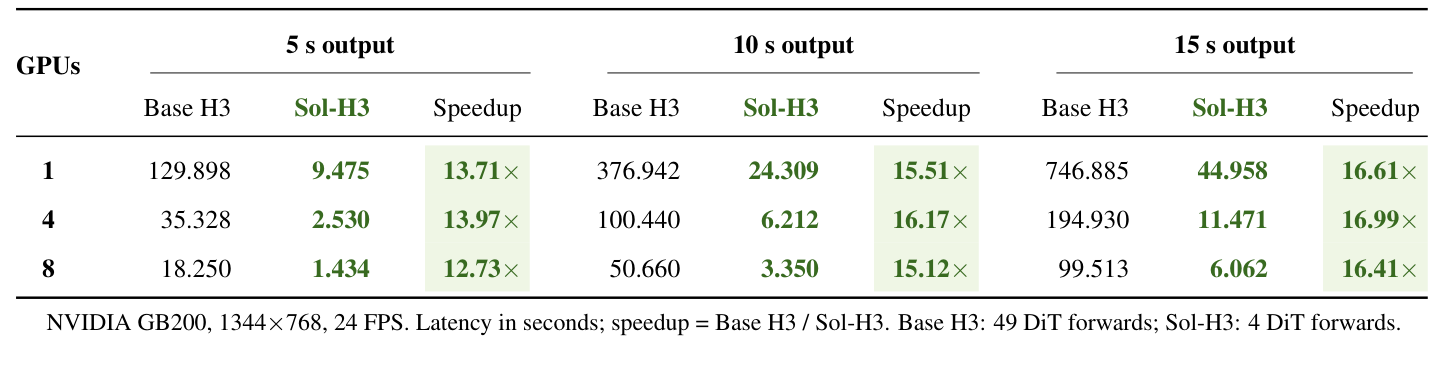 5 s output 10 s output 15 s output
GPUs
Base H3 Sol-H3 Speedup Base H3 Sol-H3 Speedup Base H3 Sol-H3 Speedup
1 129.898 9.475 13.71× 376.942 24.309 15.51× 746.885 44.958 16.61×
4 35.328 2.530 13.97× 100.440 6.212 16.17× 194.930 11.471 16.99×
8 18.250 1.434 12.73× 50.660 3.350 15.12× 99.513 6.062 16.41×
NVIDIA GB200, 1344×768, 24 FPS. Latency in seconds; speedup = Base H3 / Sol-H3. Base H3: 49 DiT forwards; Sol-H3: 4 DiT forwards.